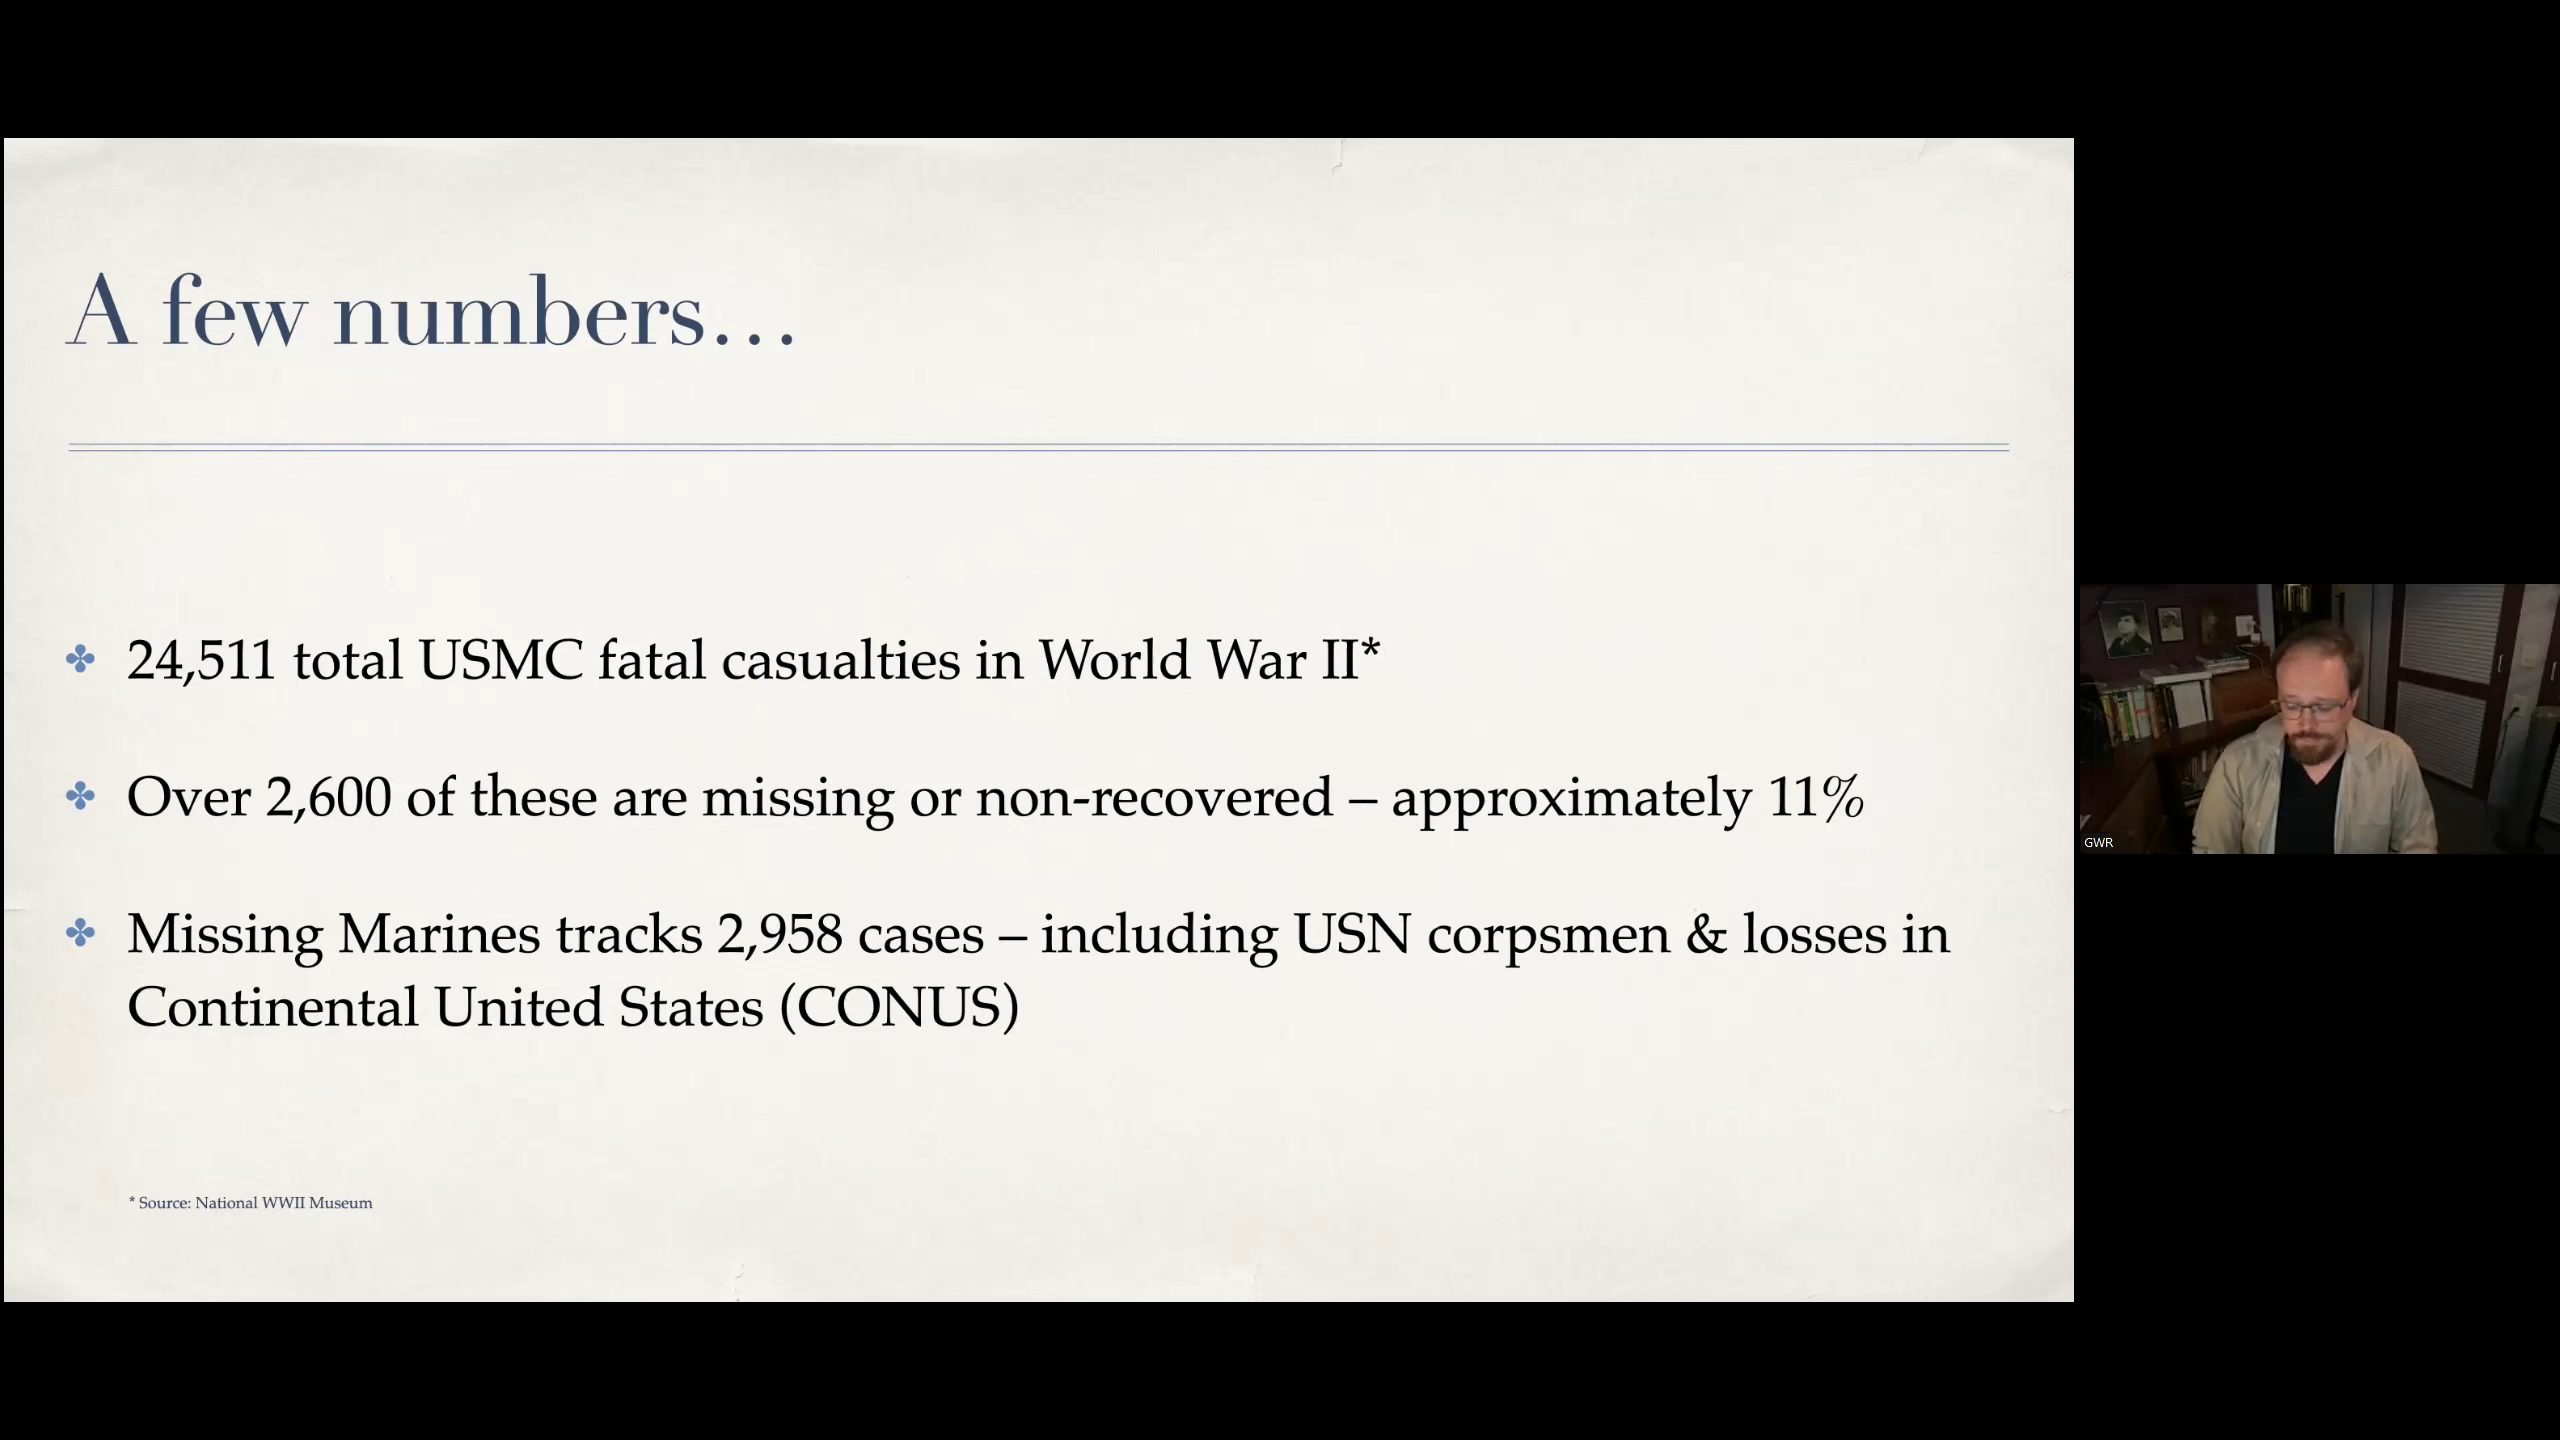 A few numbers…
24,511 total USMC fatal casualties in World War II*
Over 2,600 of these are missing or non-recovered – approximately 11%
Missing Marines tracks 2,958 cases – including USN corpsmen & losses in
Continental United States (CONUS)
* Source: National WWII Museum
GWR